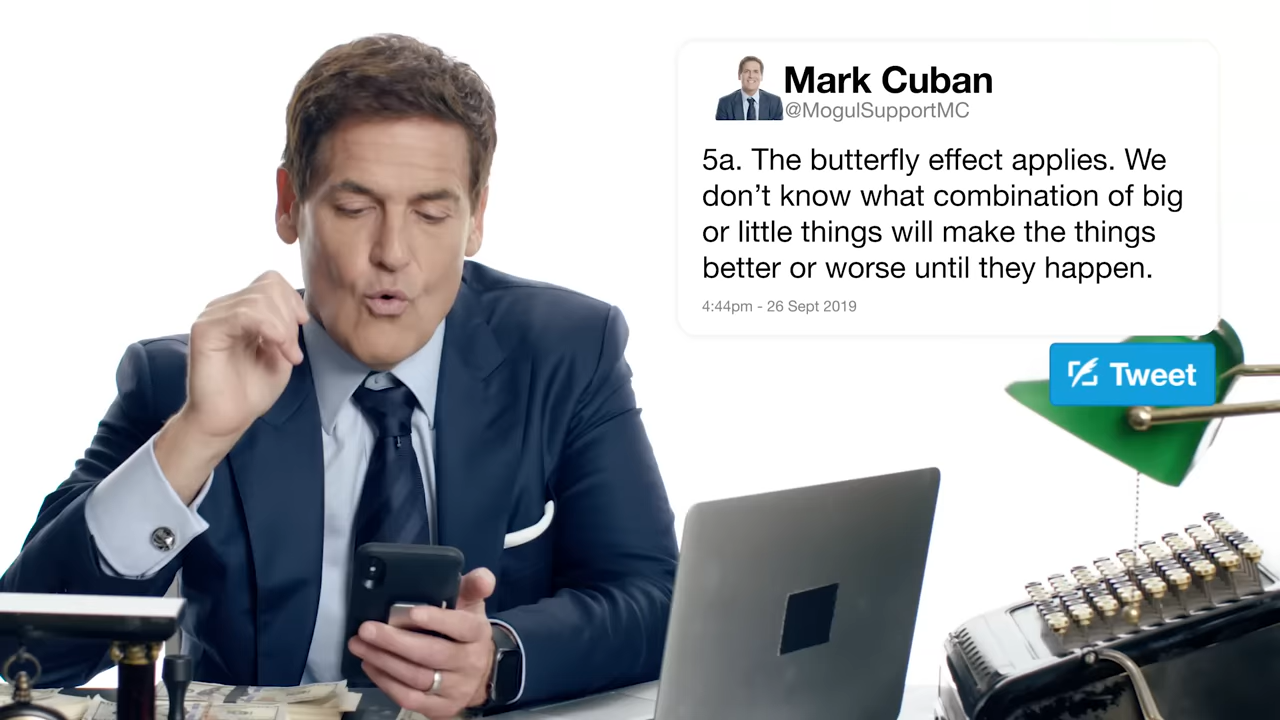 Mark Cuban
@MogulSupportMC
5a. The butterfly effect applies. We
don’t know what combination of big
or little things will make the things
better or worse until they happen.
4:44pm - 26 Sept 2019
Tweet